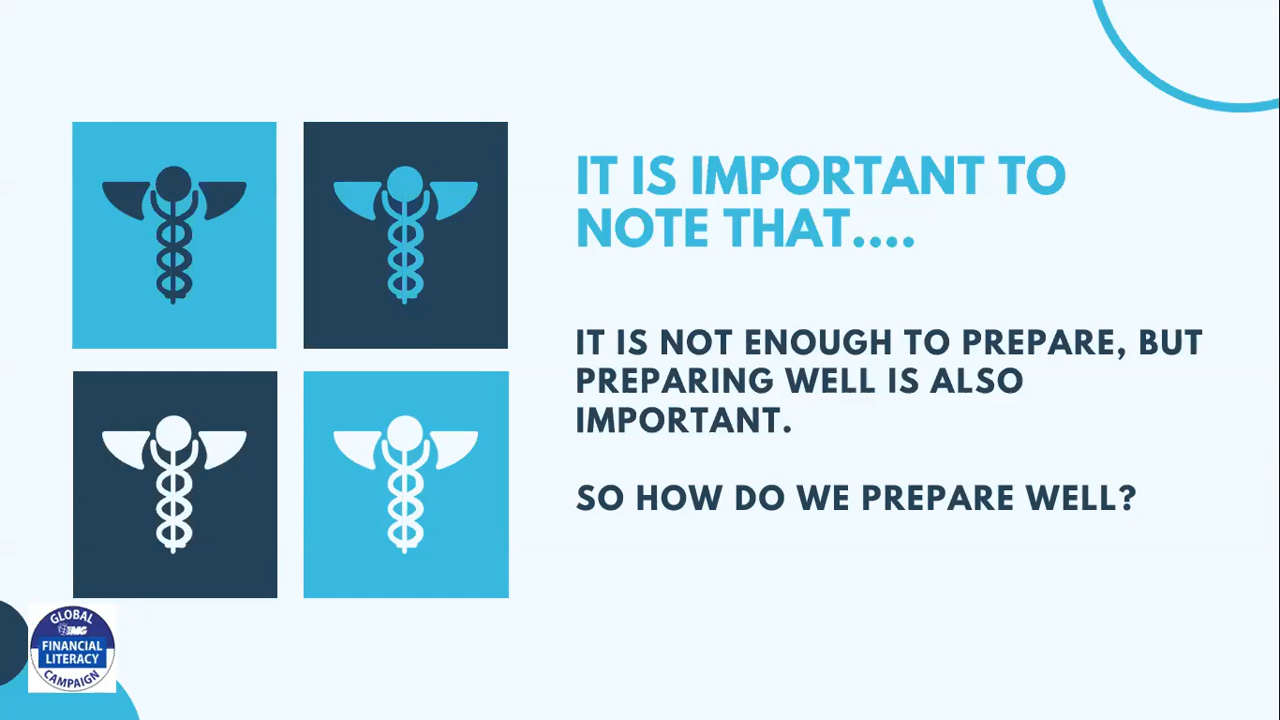 IT IS IMPORTANT TO
NOTE THAT....
IT IS NOT ENOUGH TO PREPARE, BUT
PREPARING WELL IS ALSO
IMPORTANT.
SO HOW DO WE PREPARE WELL?
GLOBAL
IMG
FINANCIAL
LITERACY
CAMPAIGN